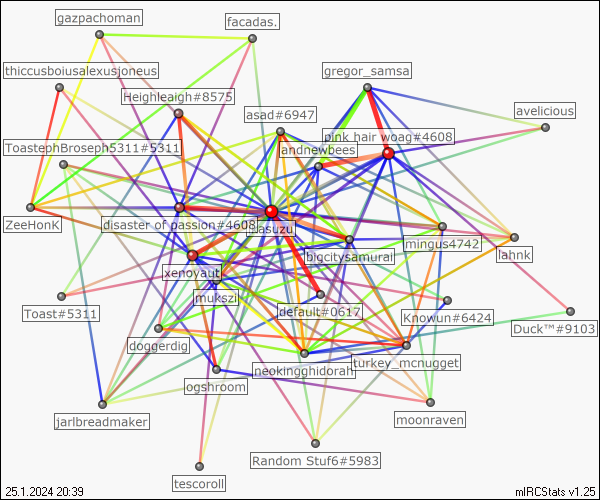 gazpachoman
facadas.
thiccusboiusalexusjoneus
gregor_samsa
Heighleaigh#8575
avelicious
asad#6947
pink hair woag#4608
ToastephBroseph5311#5311
andnewbees
ZeeHonK
disaster of passion#4608
asuzu
mingus4742
lahnk
bigcitysamurai
xenoyaut
mukszil
Toast#5311
default#0617
Knowun#6424
Duck™#9103
doggerdig
turkey_mcnugget
neokingghidorah
ogshroom
jarlbreadmaker
moonraven
Random Stuf6#5983
tescoroll
25.1.2024 20:39
mIRCStats v1.25